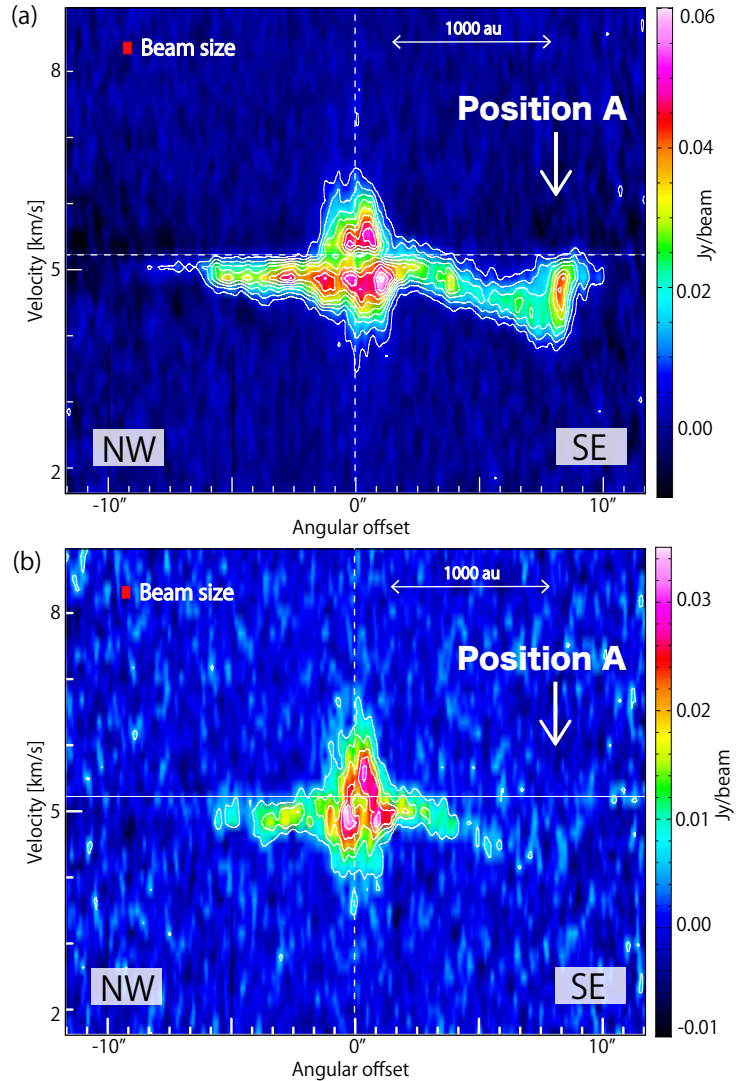 (a)
Beam size
1000 au
Position A
Velocity [km/s]
8
5
2
NW
SE
-10″
0″
10″
Angular offset
0.06
0.04
0.02
0.00
Jy/beam
(b)
Beam size
1000 au
Position A
Velocity [km/s]
8
5
2
NW
SE
-10″
0″
10″
Angular offset
0.03
0.02
0.01
0.00
-0.01
Jy/beam